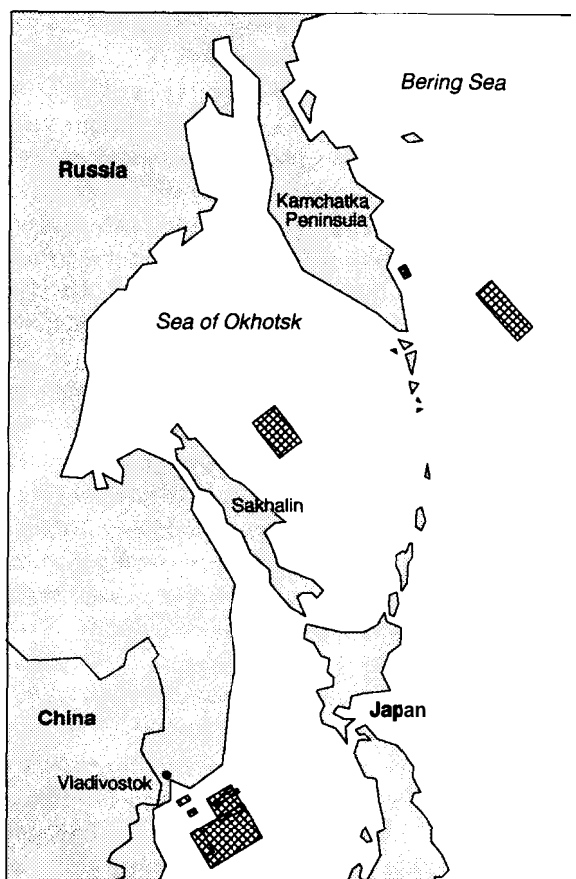 Bering Sea
Russia
Kamchatka
Peninsula
Sea of Okhotsk
Sakhalin
China
Japan
Vladivostok